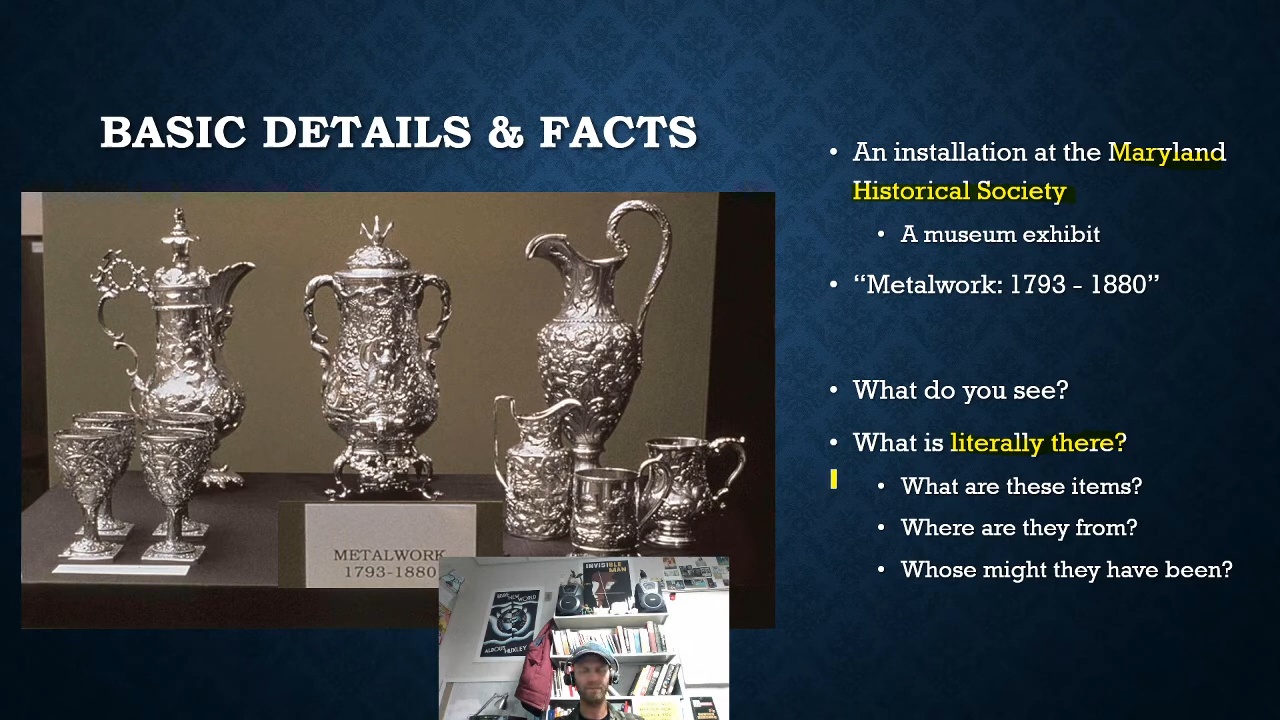 BASIC DETAILS & FACTS
METALWORK
1793-1880
• An installation at the Maryland
Historical Society
• A museum exhibit
• “Metalwork: 1793 - 1880”
• What do you see?
• What is literally there?
• What are these items?
• Where are they from?
• Whose might they have been?
INVISIBLE
MAN
WORLD
ALDOUS HUXLEY